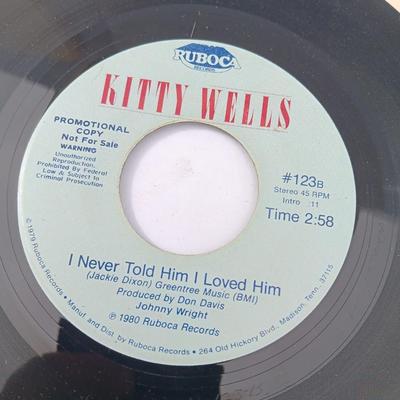 RUBOCA
RECORDS
KITTY WELLS
PROMOTIONAL
COPY
Not For Sale
WARNING
Unauthorized
Reproduction
Prohibited By Federal
Law & Subject to
Criminal Prosecution
#123B
Stereo 45 RPM
Intro :11
Time 2:58
I Never Told Him I Loved Him
(Jackie Dixon) Greentree Music (BMI)
Produced by Don Davis
Johnny Wright
℗ 1980 Ruboca Records
© 1979 Ruboca Records • Manuf. and Dist. by Ruboca Records • 264 Old Hickory Blvd., Madison, Tenn. 37115